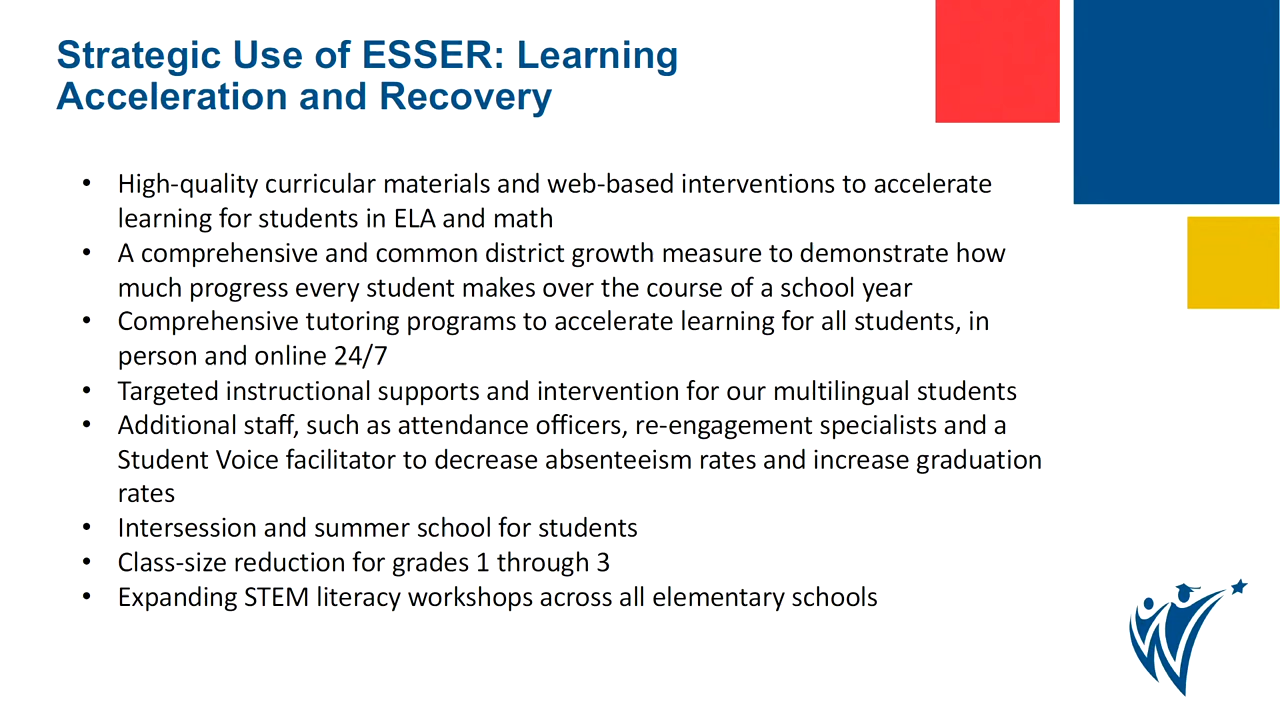 Strategic Use of ESSER: Learning
Acceleration and Recovery
• High-quality curricular materials and web-based interventions to accelerate
learning for students in ELA and math
• A comprehensive and common district growth measure to demonstrate how
much progress every student makes over the course of a school year
• Comprehensive tutoring programs to accelerate learning for all students, in
person and online 24/7
• Targeted instructional supports and intervention for our multilingual students
• Additional staff, such as attendance officers, re-engagement specialists and a
Student Voice facilitator to decrease absenteeism rates and increase graduation
rates
• Intersession and summer school for students
• Class-size reduction for grades 1 through 3
• Expanding STEM literacy workshops across all elementary schools